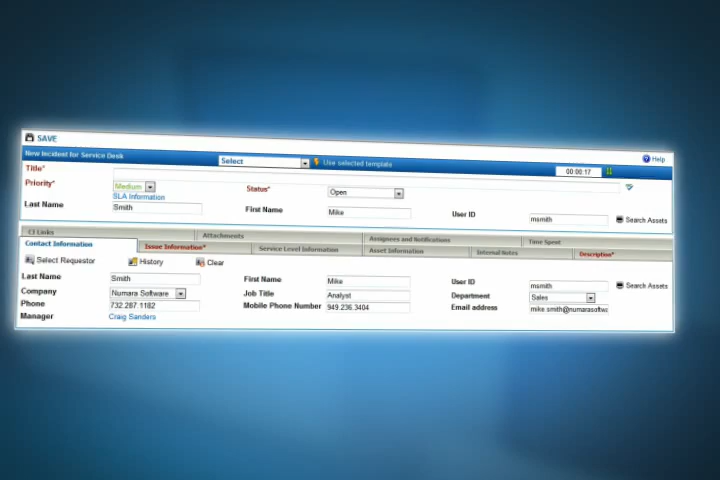 SAVE
Help
New Incident for Service Desk Select Use selected template 00:00:17
Title*
Priority* Medium Status* Open
SLA Information
Last Name Smith First Name Mike User ID msmith Search Assets
CI Links Attachments Assignees and Notifications Time Spent
Contact Information Issue Information* Service Level Information Asset Information Internal Notes Description*
Select Requestor History Clear
Last Name Smith First Name Mike User ID msmith Search Assets
Company Numara Software Job Title Analyst Department Sales
Phone 732.287.1182 Mobile Phone Number 949.236.3404 Email address mike.smith@numarasoftwa
Manager Craig Sanders